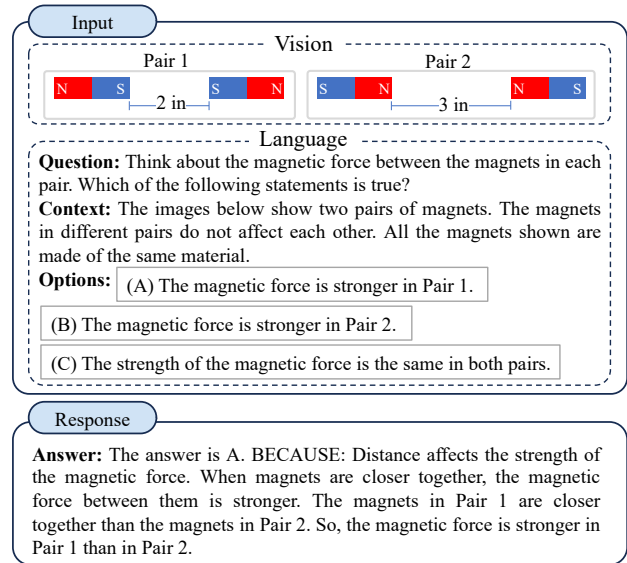 Input
Vision
Pair 1
Pair 2
N S S N
S N N S
2 in
3 in
Language
Question: Think about the magnetic force between the magnets in each
pair. Which of the following statements is true?
Context: The images below show two pairs of magnets. The magnets
in different pairs do not affect each other. All the magnets shown are
made of the same material.
Options: (A) The magnetic force is stronger in Pair 1.
(B) The magnetic force is stronger in Pair 2.
(C) The strength of the magnetic force is the same in both pairs.
Response
Answer: The answer is A. BECAUSE: Distance affects the strength of
the magnetic force. When magnets are closer together, the magnetic
force between them is stronger. The magnets in Pair 1 are closer
together than the magnets in Pair 2. So, the magnetic force is stronger in
Pair 1 than in Pair 2.